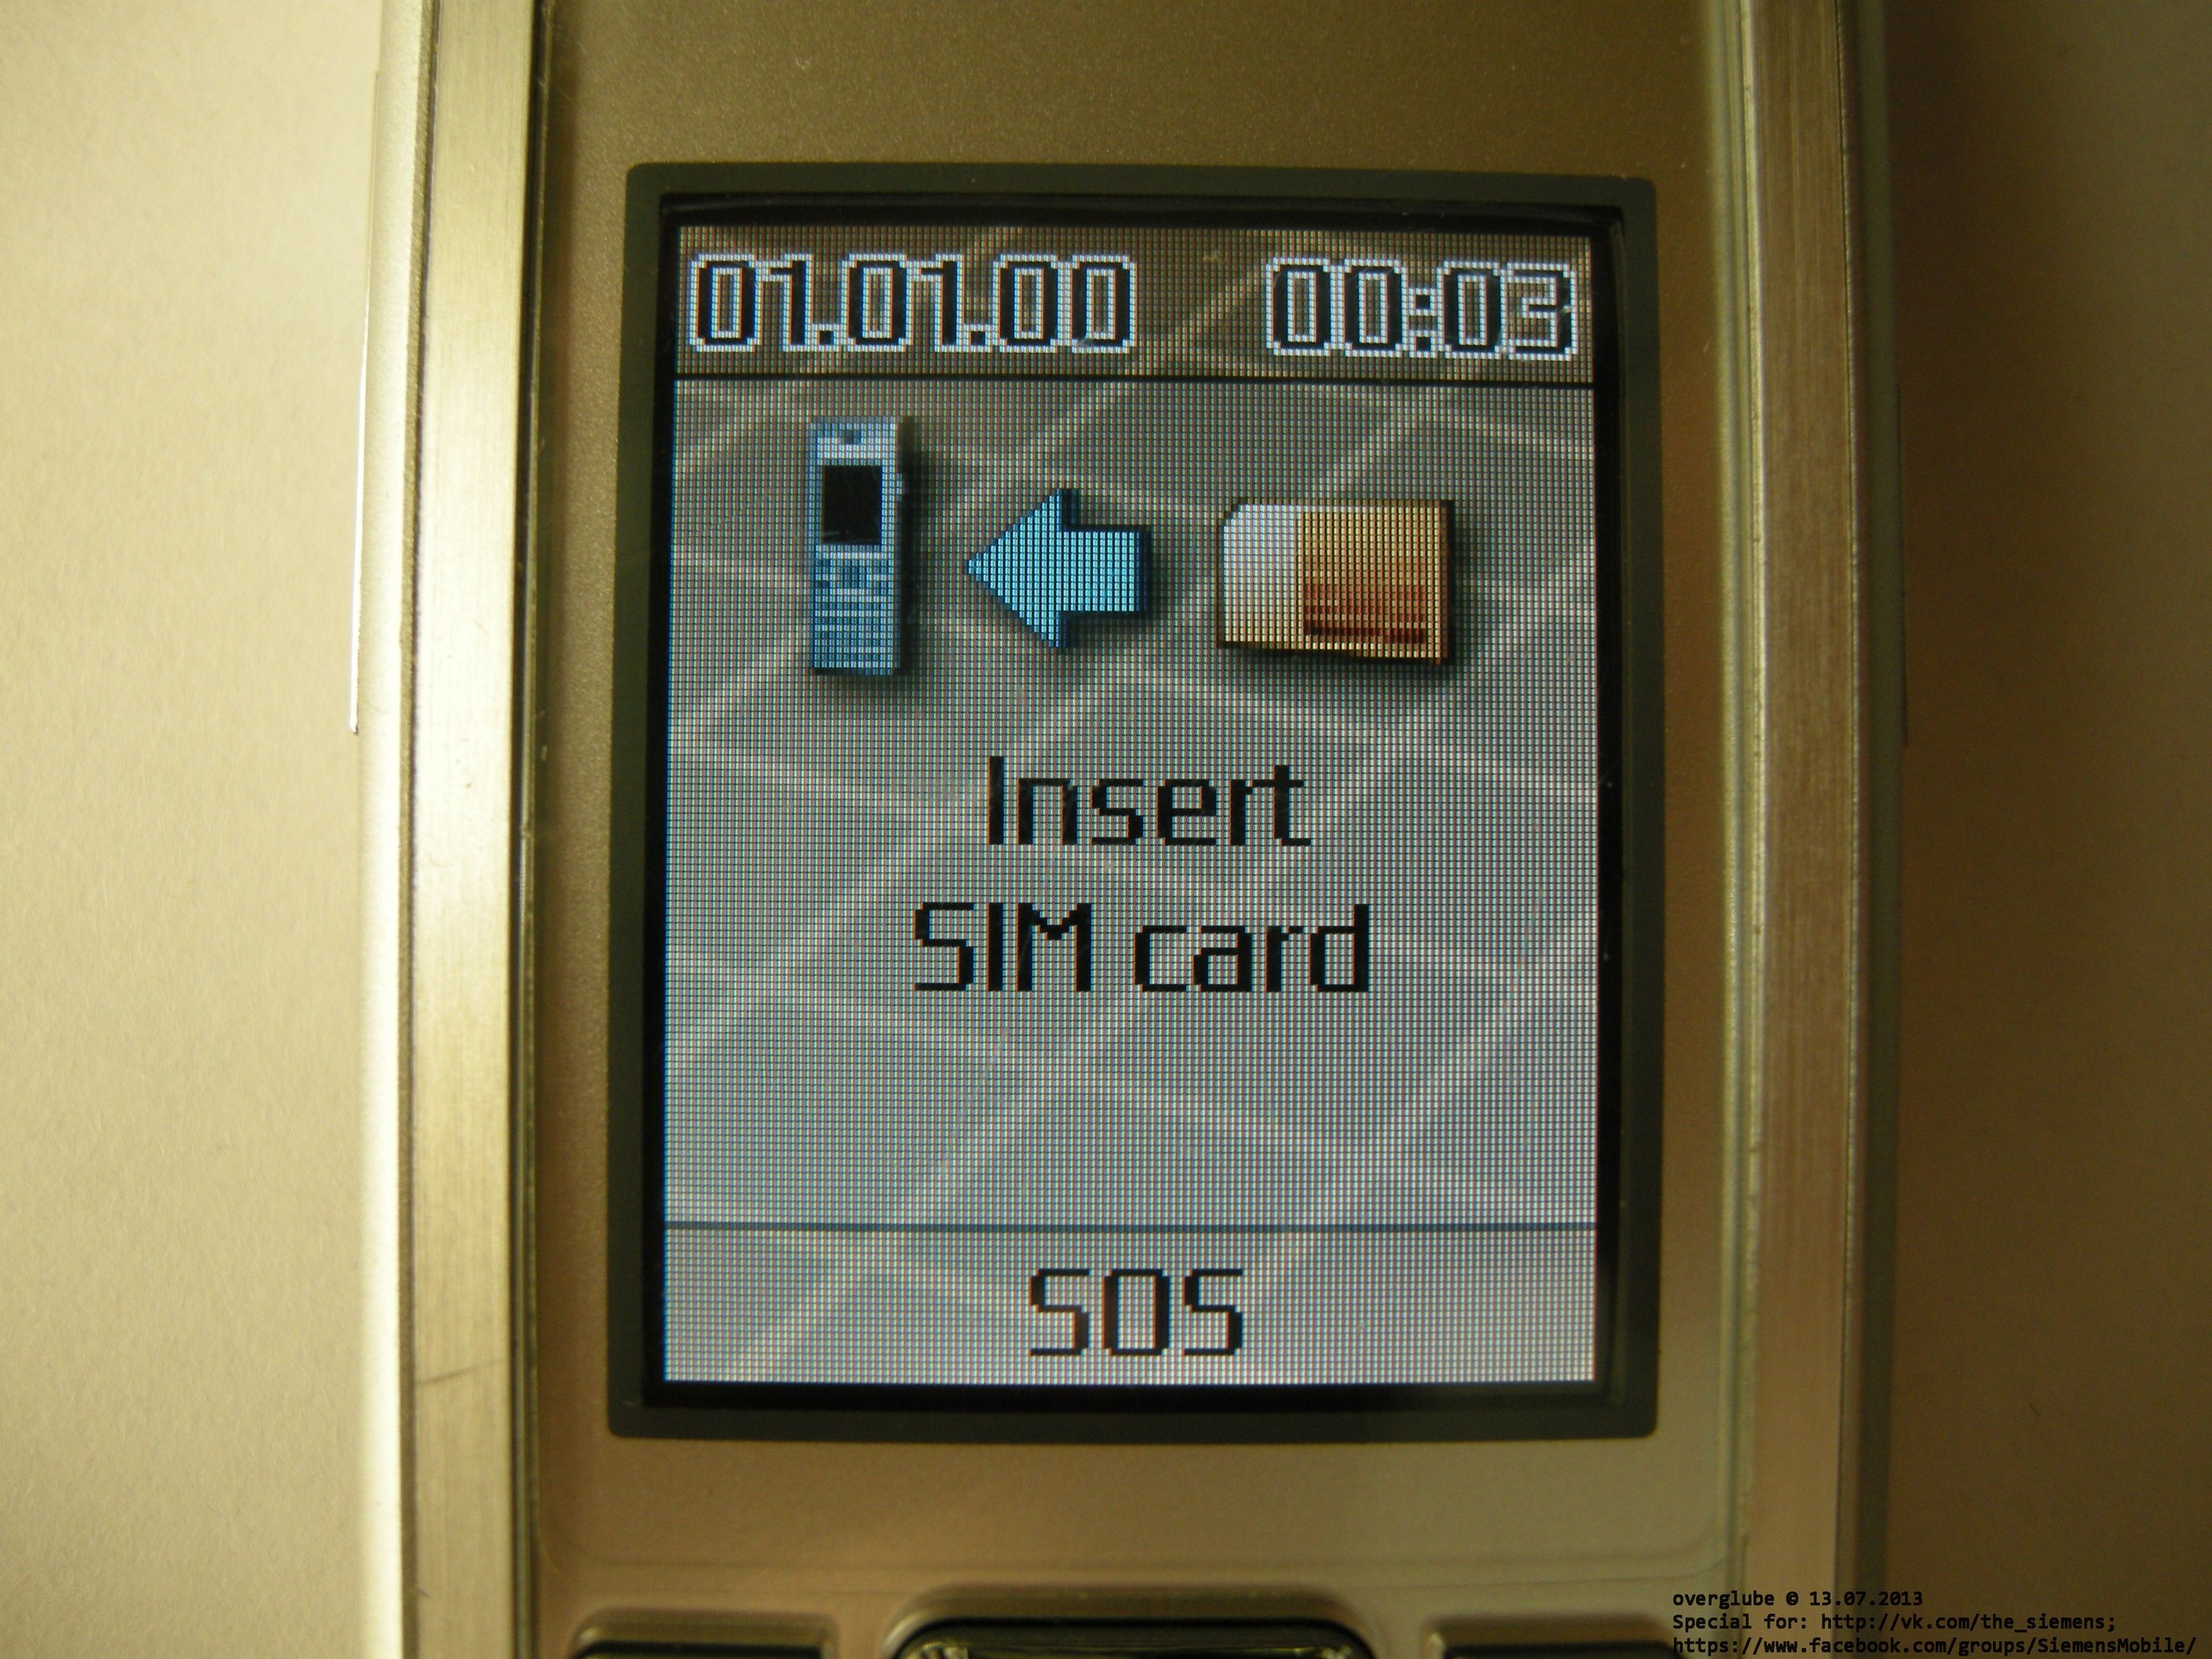 01.01.00 00:03
Insert
SIM card
SOS
overglube © 13.07.2013
Special for: http://vk.com/the_siemens;
https://www.facebook.com/groups/SiemensMobile/